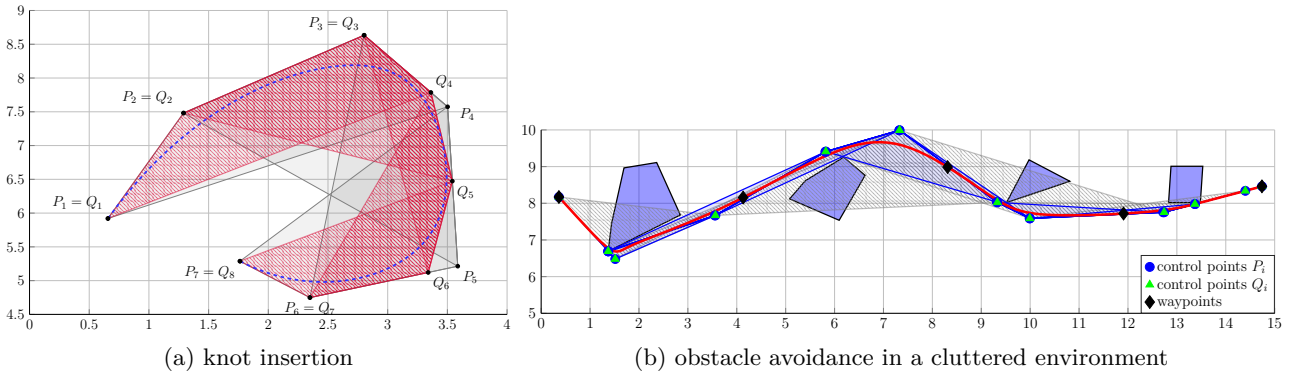 9
8.5
8
7.5
7
6.5
6
5.5
5
4.5
0 0.5 1 1.5 2 2.5 3 3.5 4
P3 = Q3
Q4
P2 = Q2
P4
Q5
P1 = Q1
P7 = Q8
P5
Q6
P6 = Q7
(a) knot insertion
10
9
8
7
6
5
0 1 2 3 4 5 6 7 8 9 10 11 12 13 14 15
control points Pi
control points Qi
waypoints
(b) obstacle avoidance in a cluttered environment